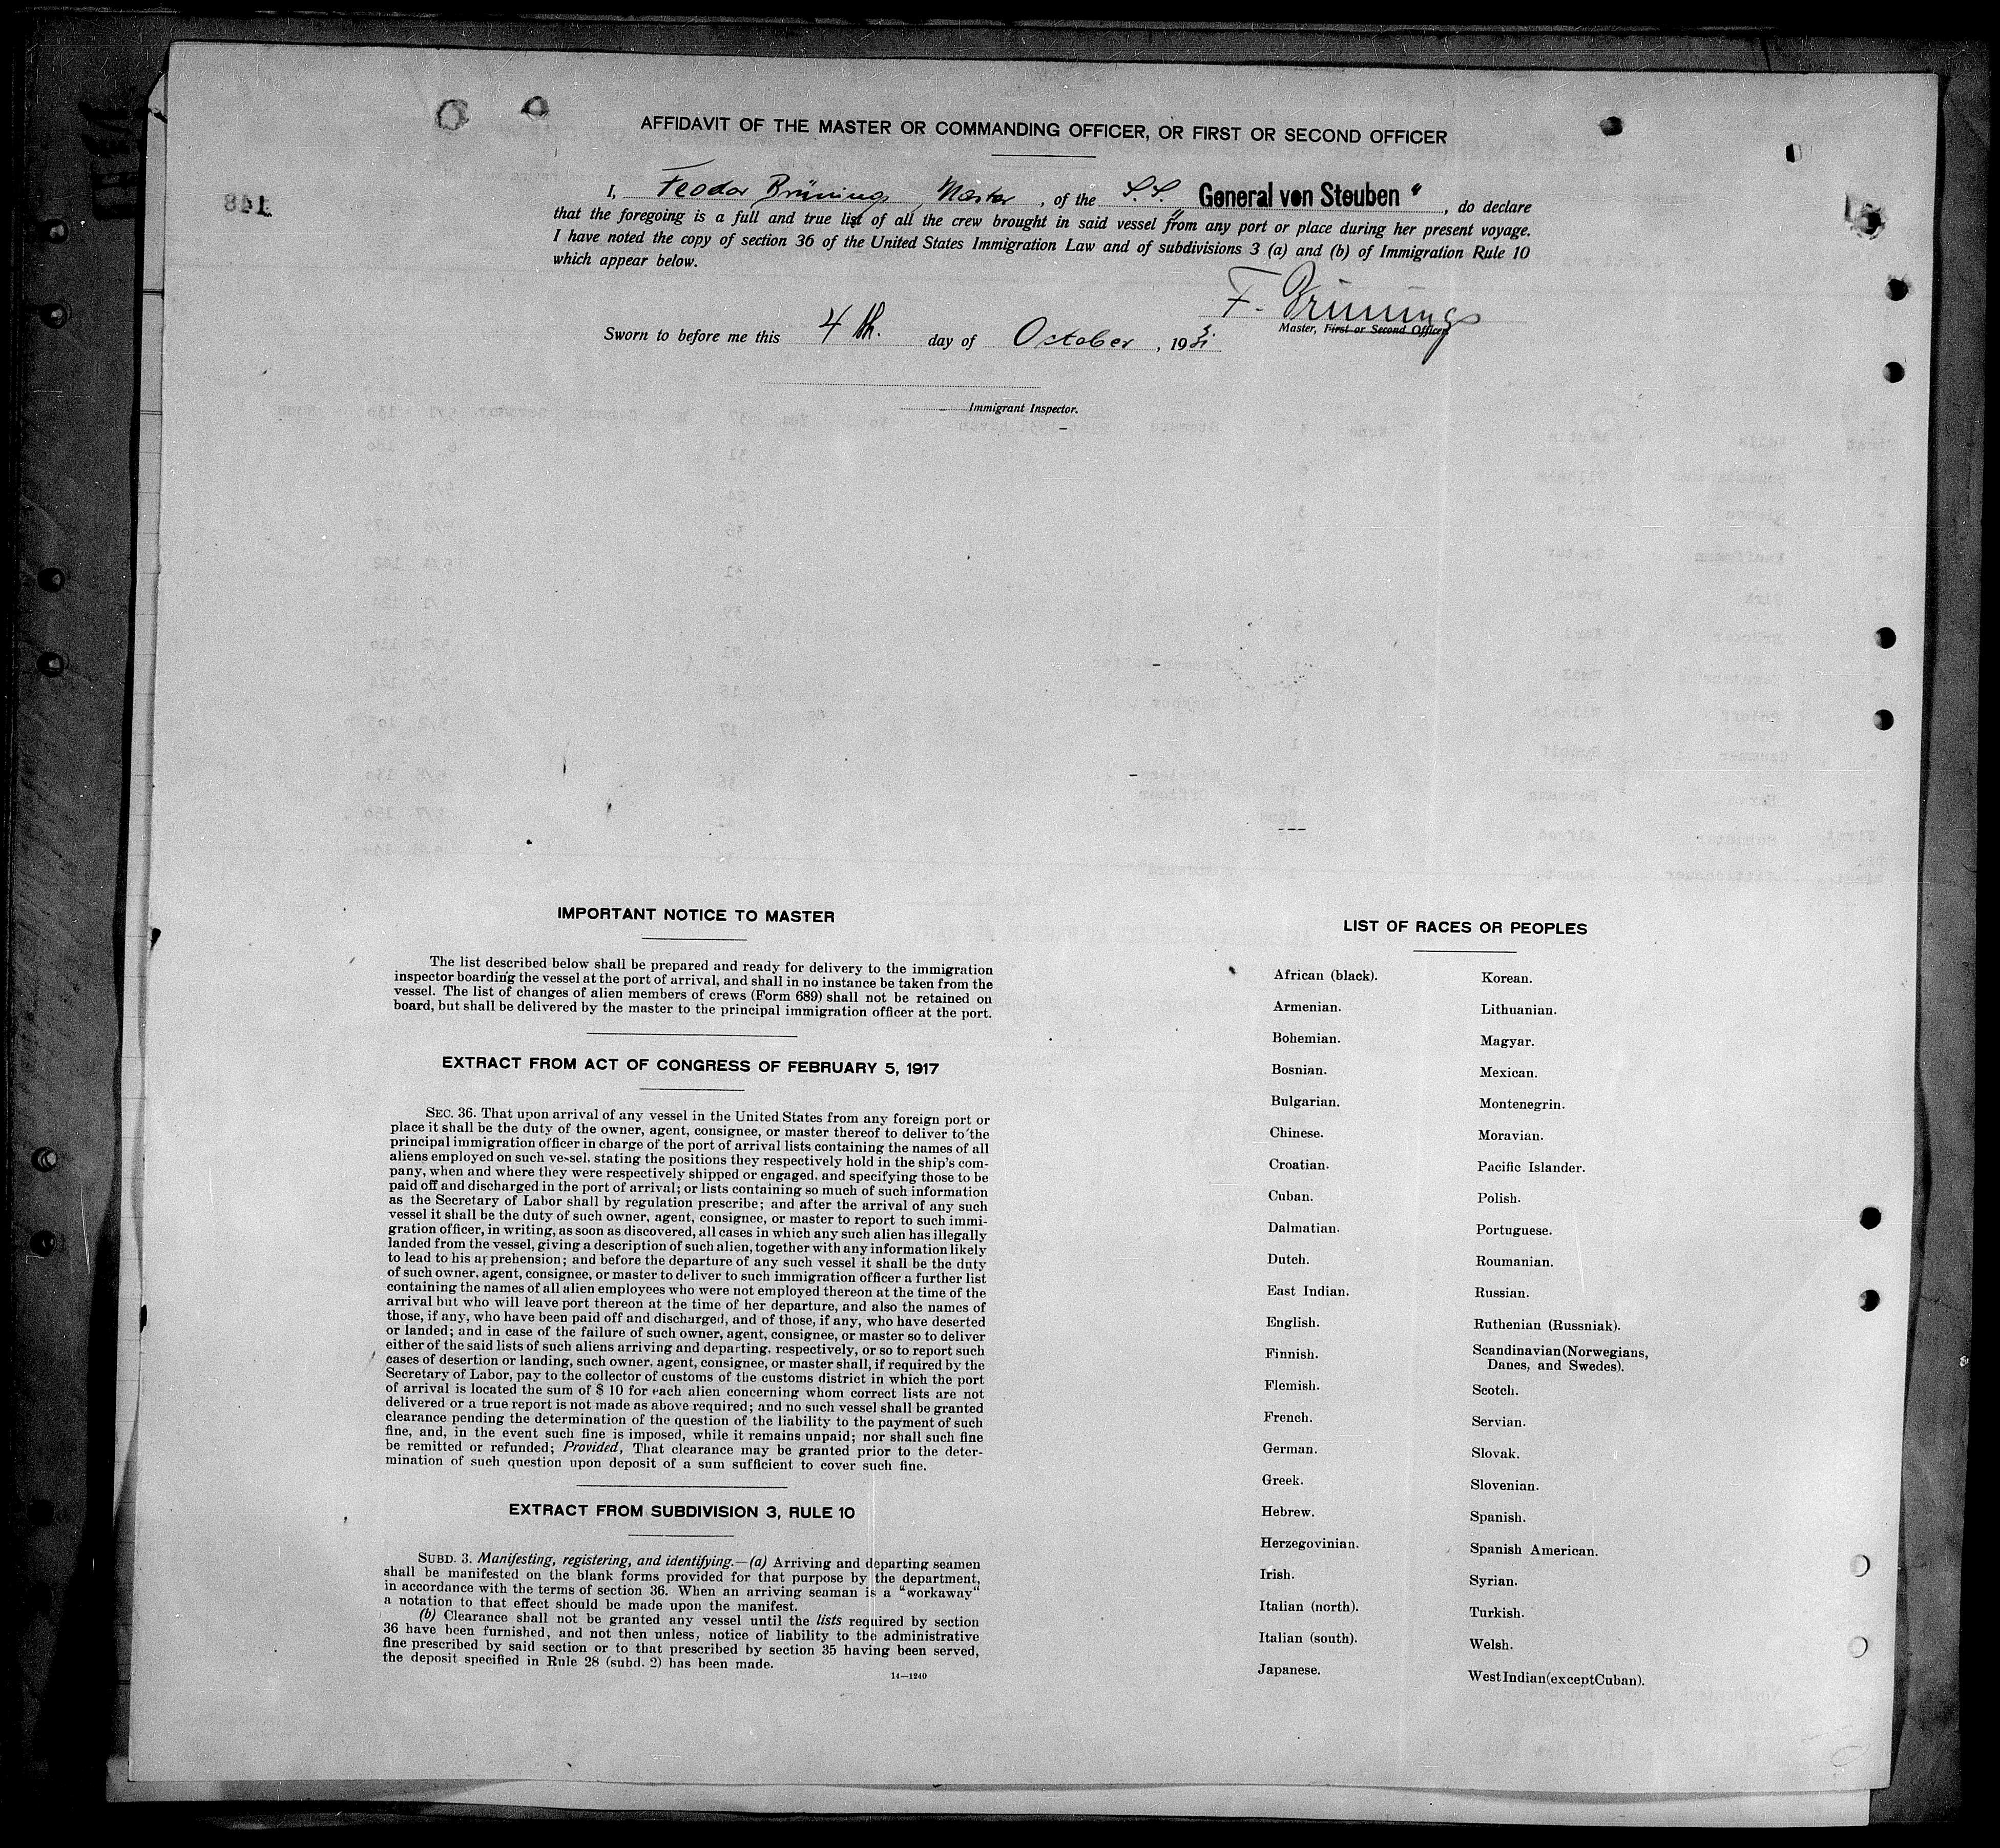 AFFIDAVIT OF THE MASTER OR COMMANDING OFFICER, OR FIRST OR SECOND OFFICER
I, Feodor Brünings, Master, of the "S.S. General von Steuben", do declare
that the foregoing is a full and true list of all the crew brought in said vessel from any port or place during her present voyage.
I have noted the copy of section 36 of the United States Immigration Law and of subdivisions 3 (a) and (b) of Immigration Rule 10
which appear below.
F. Brünings
Master, First or Second Officer.
Sworn to before me this 4th. day of October, 1931
Immigrant Inspector.
148
IMPORTANT NOTICE TO MASTER
The list described below shall be prepared and ready for delivery to the immigration
inspector boarding the vessel at the port of arrival, and shall in no instance be taken from the
vessel. The list of changes of alien members of crews (Form 689) shall not be retained on
board, but shall be delivered by the master to the principal immigration officer at the port.
EXTRACT FROM ACT OF CONGRESS OF FEBRUARY 5, 1917
SEC. 36. That upon arrival of any vessel in the United States from any foreign port or
place it shall be the duty of the owner, agent, consignee, or master thereof to deliver to the
principal immigration officer in charge of the port of arrival lists containing the names of all
aliens employed on such vessel, stating the positions they respectively hold in the ship's com-
pany, when and where they were respectively shipped or engaged, and specifying those to be
paid off and discharged in the port of arrival; or lists containing so much of such information
as the Secretary of Labor shall by regulation prescribe; and after the arrival of any such
vessel it shall be the duty of such owner, agent, consignee, or master to report to such immi-
gration officer, in writing, as soon as discovered, all cases in which any such alien has illegally
landed from the vessel, giving a description of such alien, together with any information likely
to lead to his apprehension; and before the departure of any such vessel it shall be the duty
of such owner, agent, consignee, or master to deliver to such immigration officer a further list
containing the names of all alien employees who were not employed thereon at the time of the
arrival but who will leave port thereon at the time of her departure, and also the names of
those, if any, who have been paid off and discharged, and of those, if any, who have deserted
or landed; and in case of the failure of such owner, agent, consignee, or master so to deliver
either of the said lists of such aliens arriving and departing, respectively, or so to report such
cases of desertion or landing, such owner, agent, consignee, or master shall, if required by the
Secretary of Labor, pay to the collector of customs of the customs district in which the port
of arrival is located the sum of $ 10 for each alien concerning whom correct lists are not
delivered or a true report is not made as above required; and no such vessel shall be granted
clearance pending the determination of the question of the liability to the payment of such
fine, and, in the event such fine is imposed, while it remains unpaid; nor shall such fine
be remitted or refunded; Provided, That clearance may be granted prior to the deter-
mination of such question upon deposit of a sum sufficient to cover such fine.
EXTRACT FROM SUBDIVISION 3, RULE 10
SUBD. 3. Manifesting, registering, and identifying.—(a) Arriving and departing seamen
shall be manifested on the blank forms provided for that purpose by the department,
in accordance with the terms of section 36. When an arriving seaman is a "workaway"
a notation to that effect should be made upon the manifest.
(b) Clearance shall not be granted any vessel until the lists required by section
36 have been furnished, and not then unless, notice of liability to the administrative
fine prescribed by said section or to that prescribed by section 35 having been served,
the deposit specified in Rule 28 (subd. 2) has been made.
14—1240
LIST OF RACES OR PEOPLES
African (black).
Armenian.
Bohemian.
Bosnian.
Bulgarian.
Chinese.
Croatian.
Cuban.
Dalmatian.
Dutch.
East Indian.
English.
Finnish.
Flemish.
French.
German.
Greek.
Hebrew.
Herzegovinian.
Irish.
Italian (north).
Italian (south).
Japanese.
Korean.
Lithuanian.
Magyar.
Mexican.
Montenegrin.
Moravian.
Pacific Islander.
Polish.
Portuguese.
Roumanian.
Russian.
Ruthenian (Russniak).
Scandinavian (Norwegians,
Danes, and Swedes).
Scotch.
Servian.
Slovak.
Slovenian.
Spanish.
Spanish American.
Syrian.
Turkish.
Welsh.
West Indian (except Cuban).